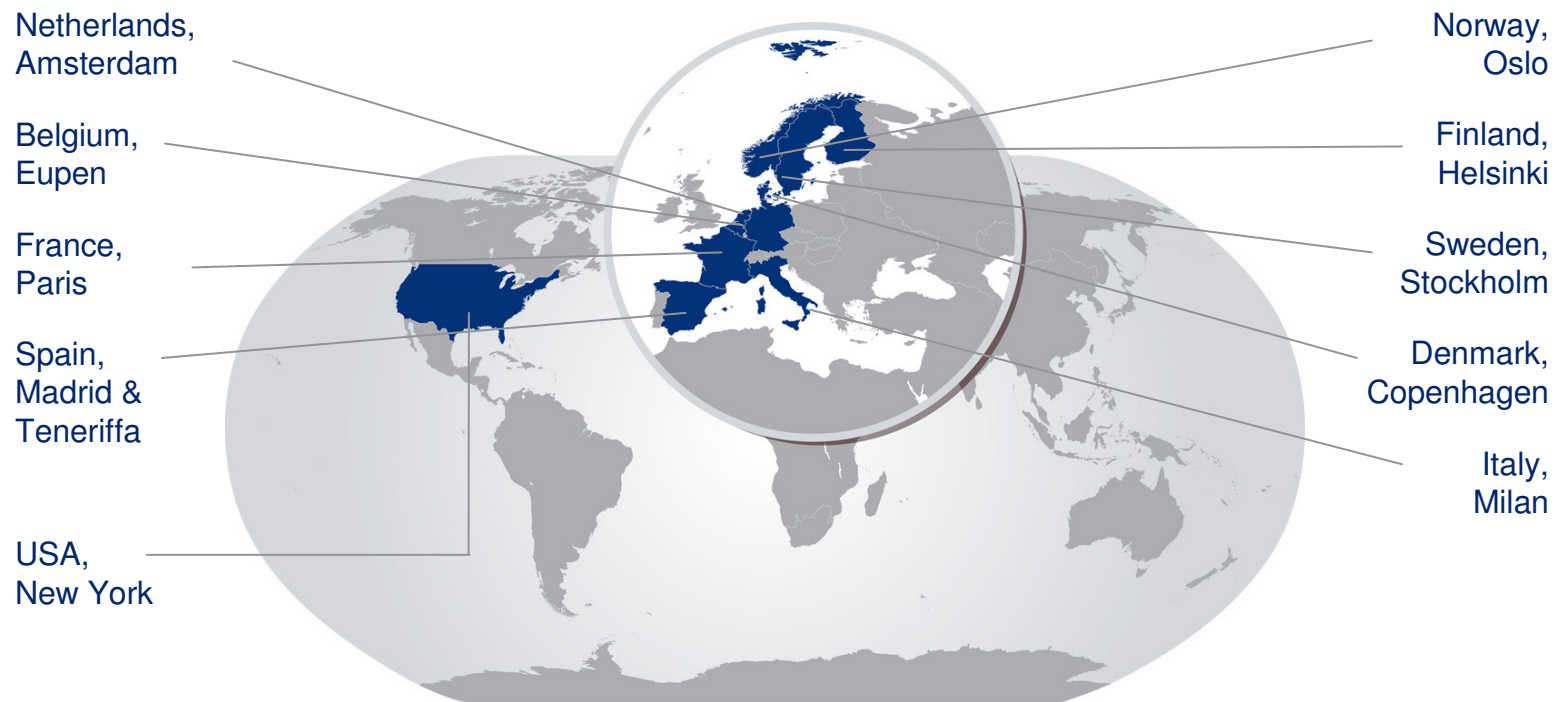 Netherlands,
Amsterdam
Belgium,
Eupen
France,
Paris
Spain,
Madrid &
Teneriffa
USA,
New York
Norway,
Oslo
Finland,
Helsinki
Sweden,
Stockholm
Denmark,
Copenhagen
Italy,
Milan